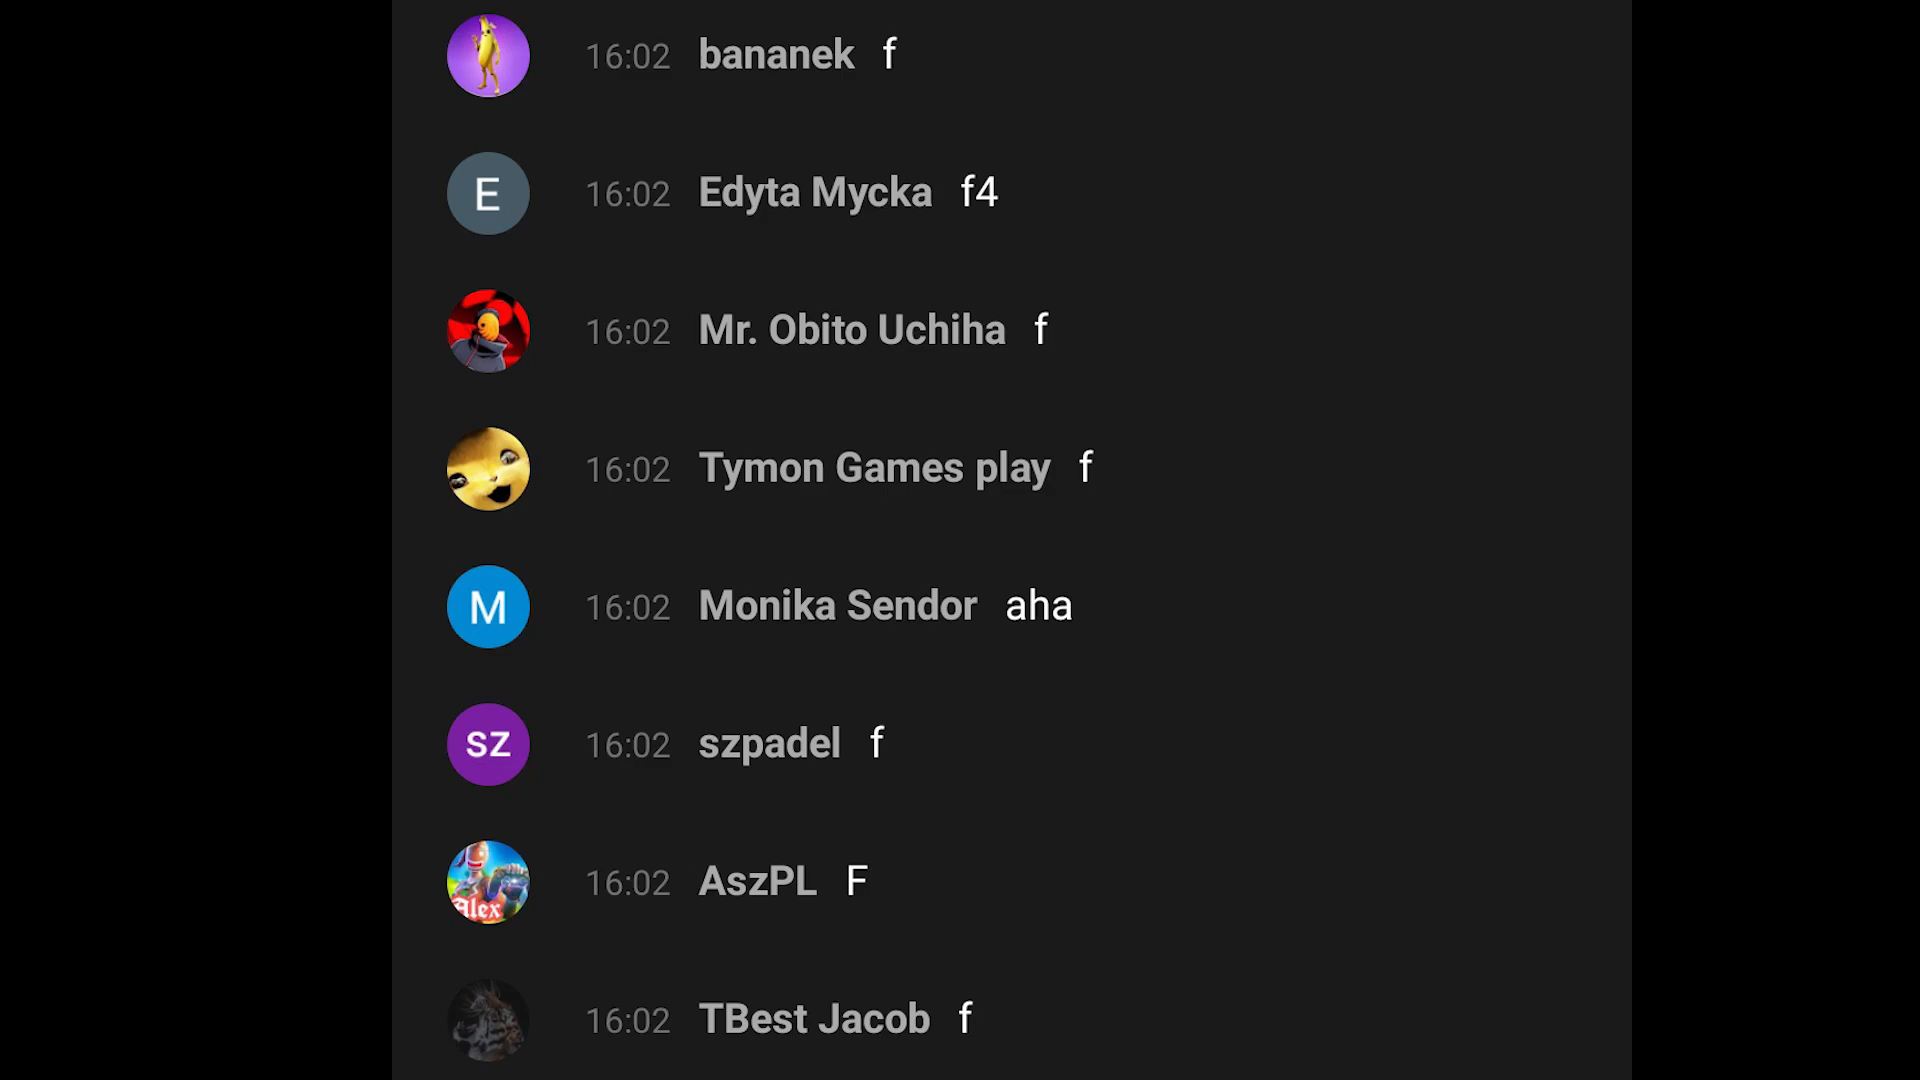 16:02 bananek f
E 16:02 Edyta Mycka f4
16:02 Mr. Obito Uchiha f
16:02 Tymon Games play f
M 16:02 Monika Sendor aha
SZ 16:02 szpadel f
Alex 16:02 AszPL F
16:02 TBest Jacob f